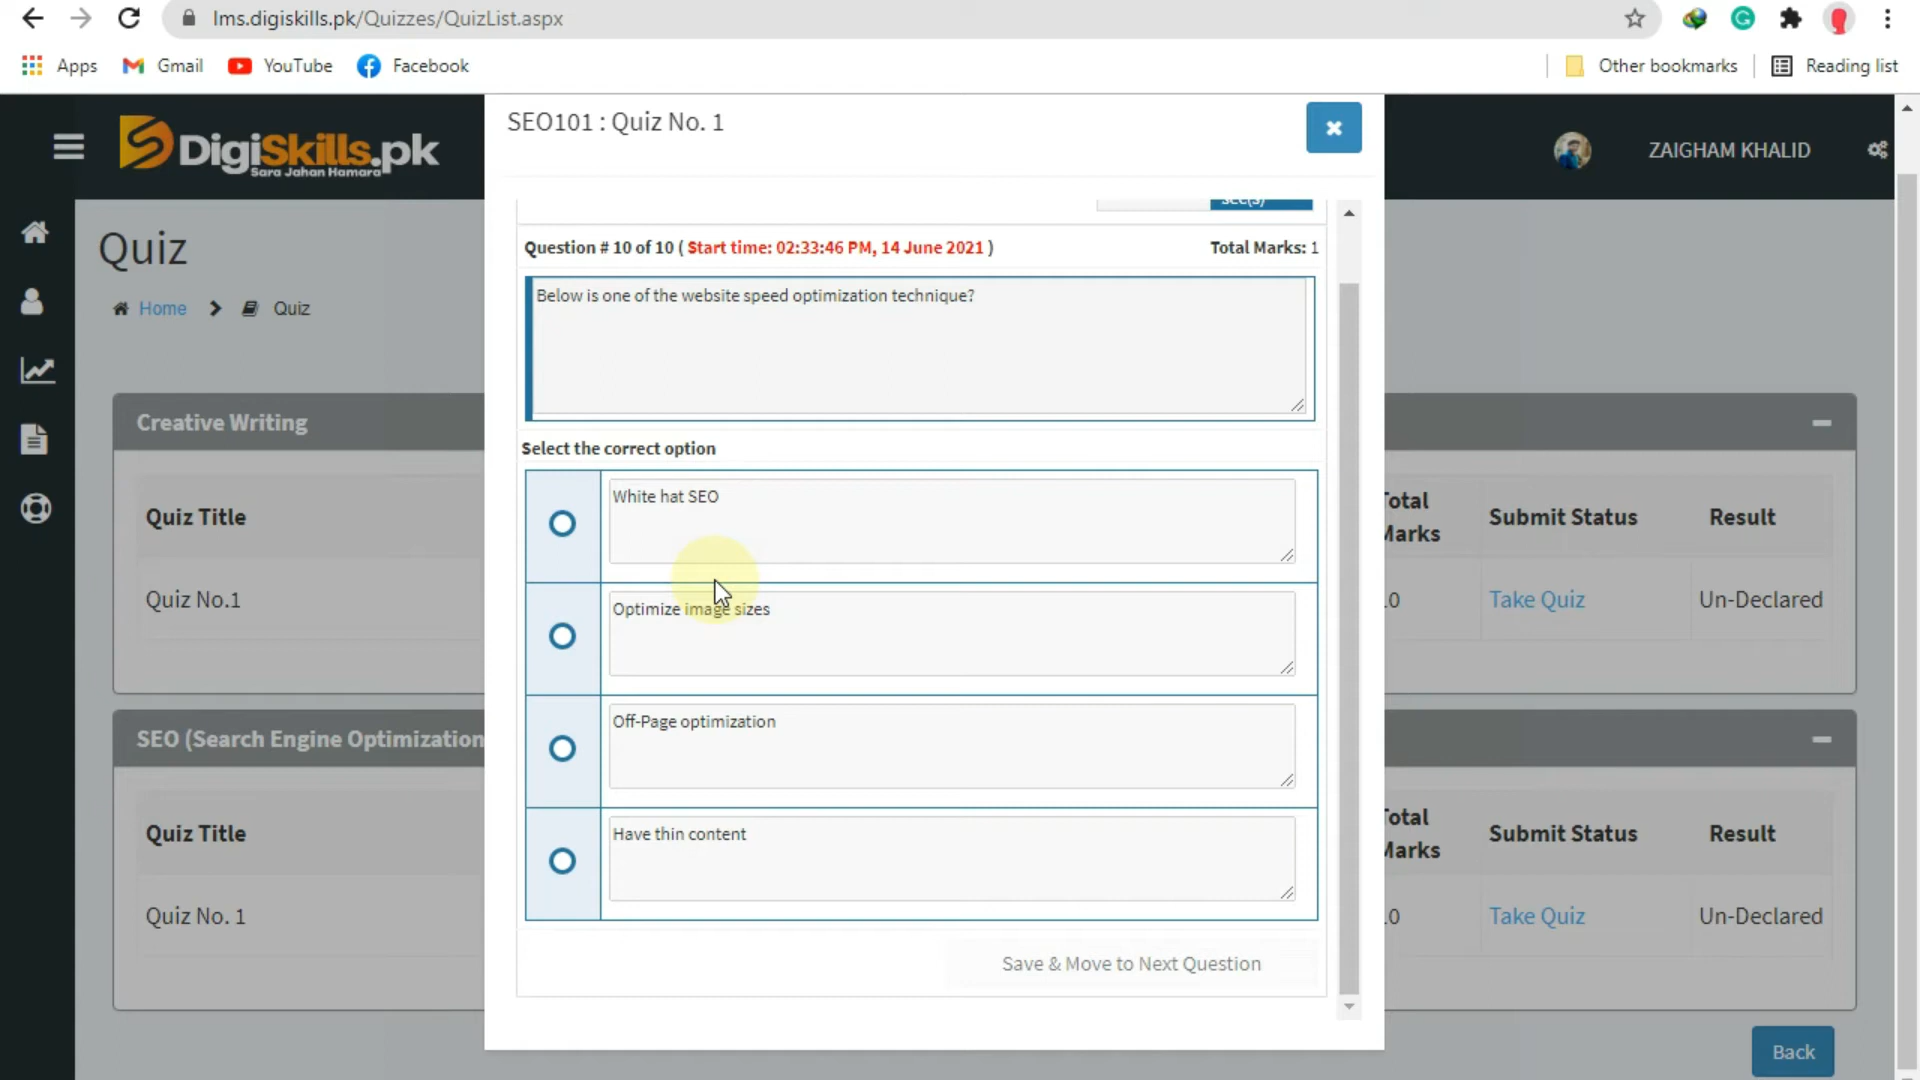 lms.digiskills.pk/Quizzes/QuizList.aspx
Apps
Gmail
YouTube
Facebook
Other bookmarks
Reading list
DigiSkills.pk
Sara Jahan Hamara
SEO101 : Quiz No. 1
ZAIGHAM KHALID
Quiz
Home
Quiz
sec(s)
Question # 10 of 10 ( Start time: 02:33:46 PM, 14 June 2021 )
Total Marks: 1
Below is one of the website speed optimization technique?
Select the correct option
White hat SEO
Optimize image sizes
Off-Page optimization
Have thin content
Save & Move to Next Question
Creative Writing
Quiz Title
Marks
Submit Status
Result
Quiz No.1
Take Quiz
Un-Declared
SEO (Search Engine Optimization
Quiz Title
Marks
Submit Status
Result
Quiz No. 1
Take Quiz
Un-Declared
Back